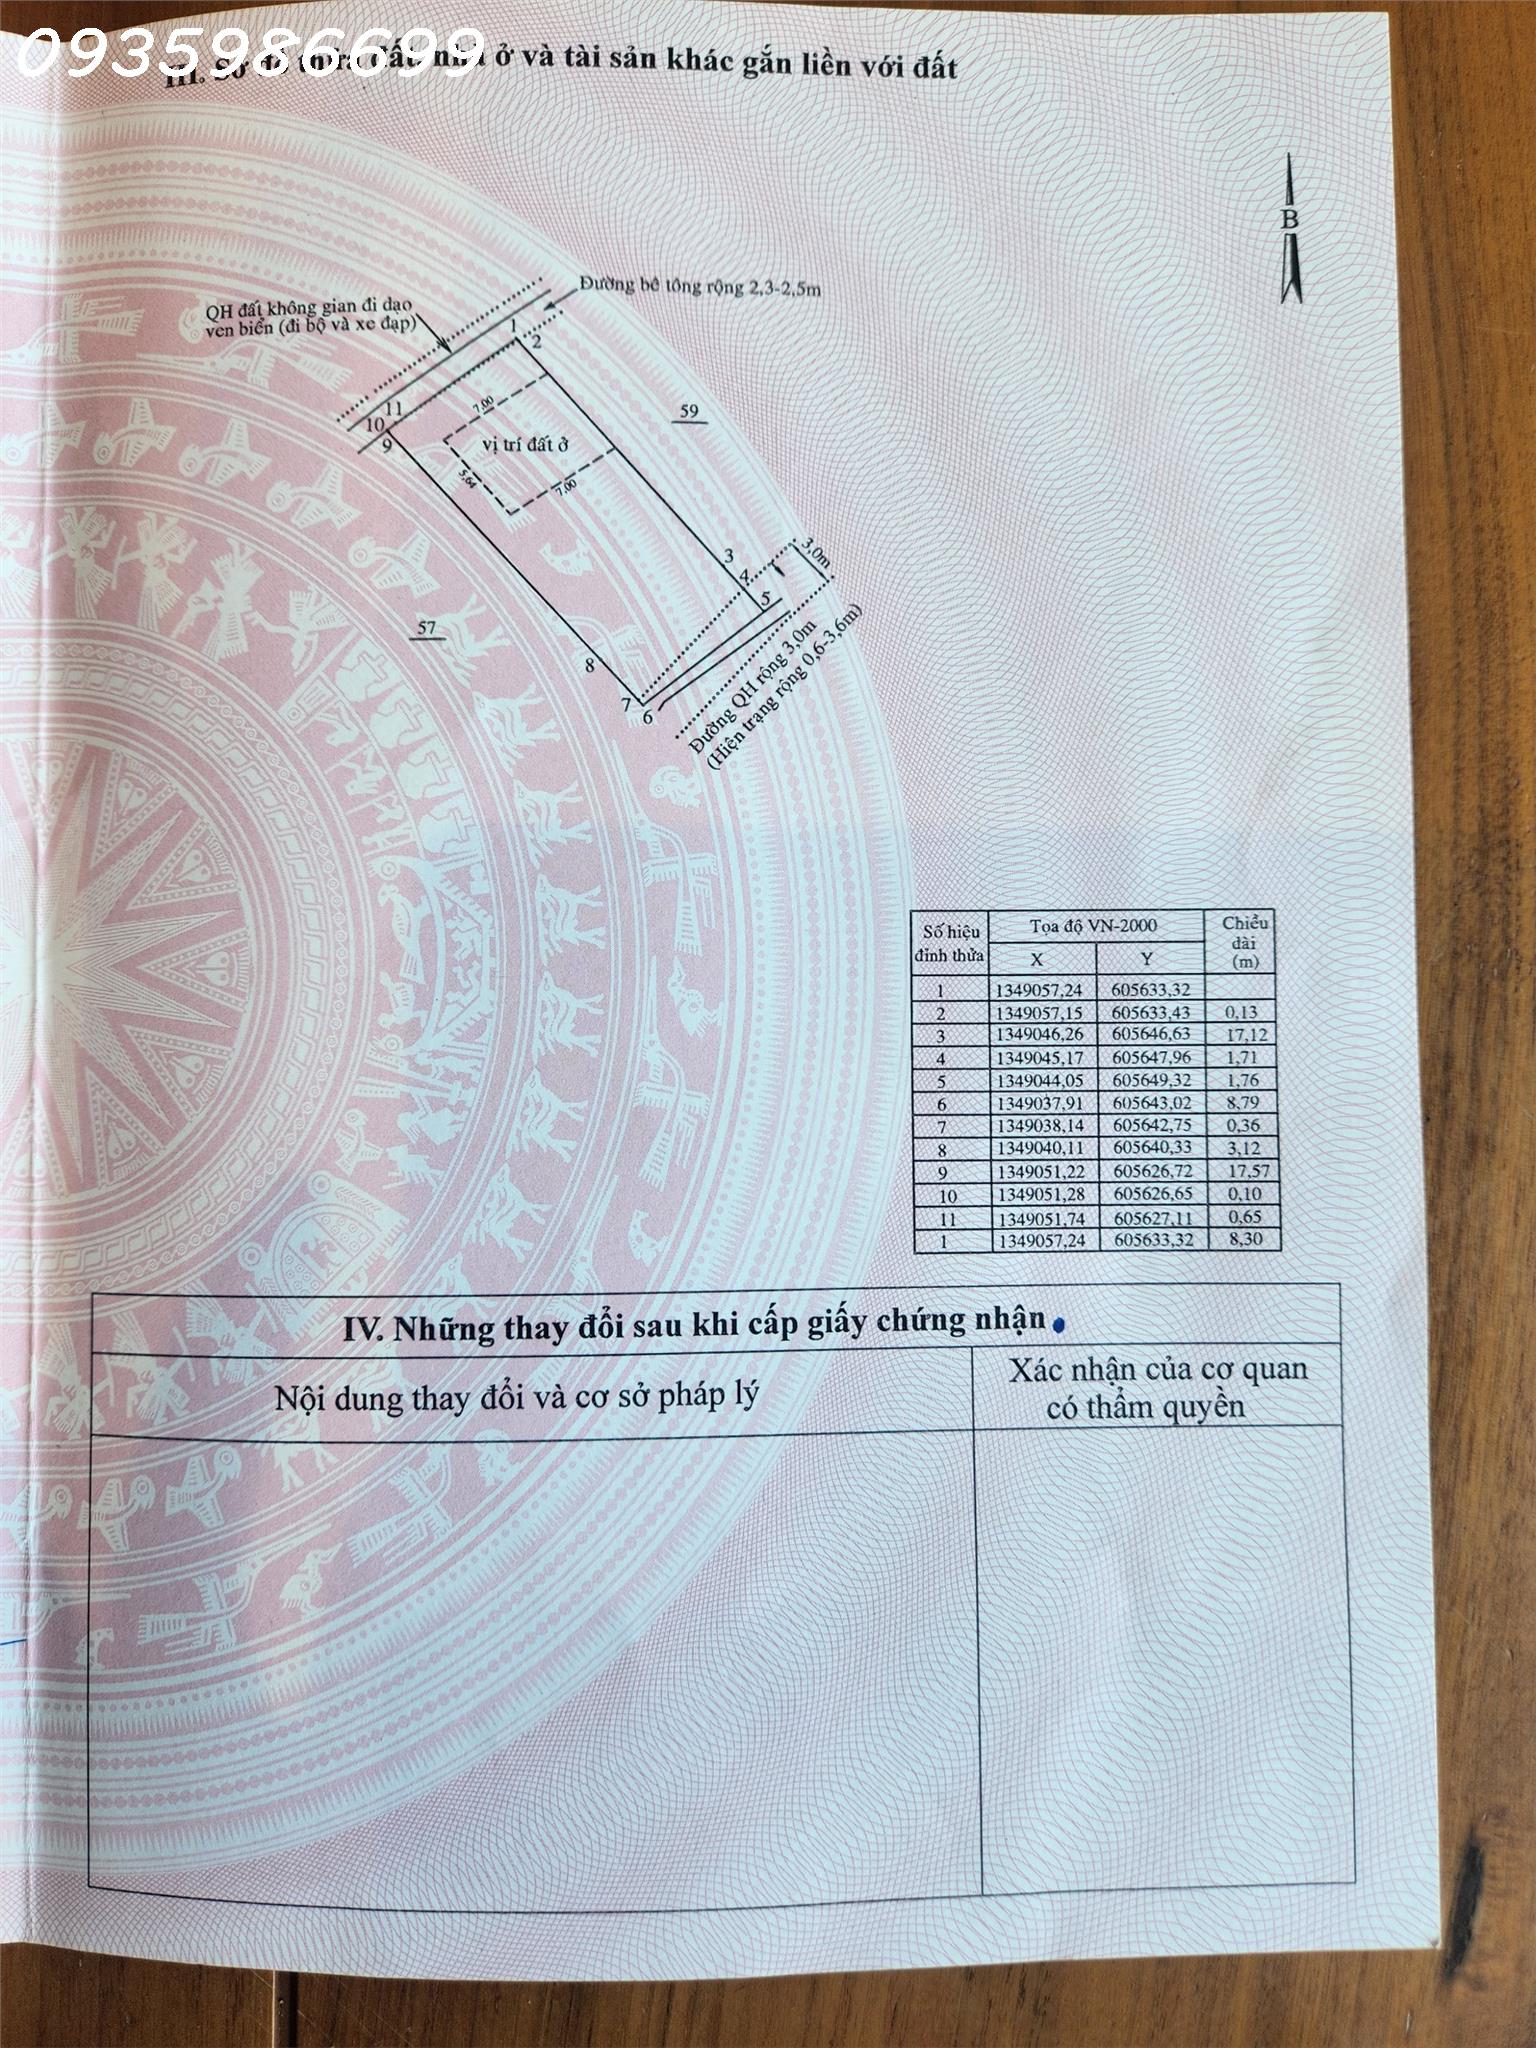 0935986699
III. Sơ đồ thửa đất, nhà ở và tài sản khác gắn liền với đất
B
Đường bê tông rộng 2,3-2,5m
QH đất không gian đi dạo
ven biển (đi bộ và xe đạp)
1
2
11
10
9
7.00
59
vị trí đất ở
5.64
7.00
3
3,0m
4
5
57
8
7
6
Đường QH rộng 3,0m
(Hiện trạng rộng 0,6-3,6m)
Số hiệu đỉnh thửa Tọa độ VN-2000 Chiều dài (m)
X Y
1 1349057,24 605633,32
2 1349057,15 605633,43 0,13
3 1349046,26 605646,63 17,12
4 1349045,17 605647,96 1,71
5 1349044,05 605649,32 1,76
6 1349037,91 605643,02 8,79
7 1349038,14 605642,75 0,36
8 1349040,11 605640,33 3,12
9 1349051,22 605626,72 17,57
10 1349051,28 605626,65 0,10
11 1349051,74 605627,11 0,65
1 1349057,24 605633,32 8,30
IV. Những thay đổi sau khi cấp giấy chứng nhận
Nội dung thay đổi và cơ sở pháp lý
Xác nhận của cơ quan
có thẩm quyền